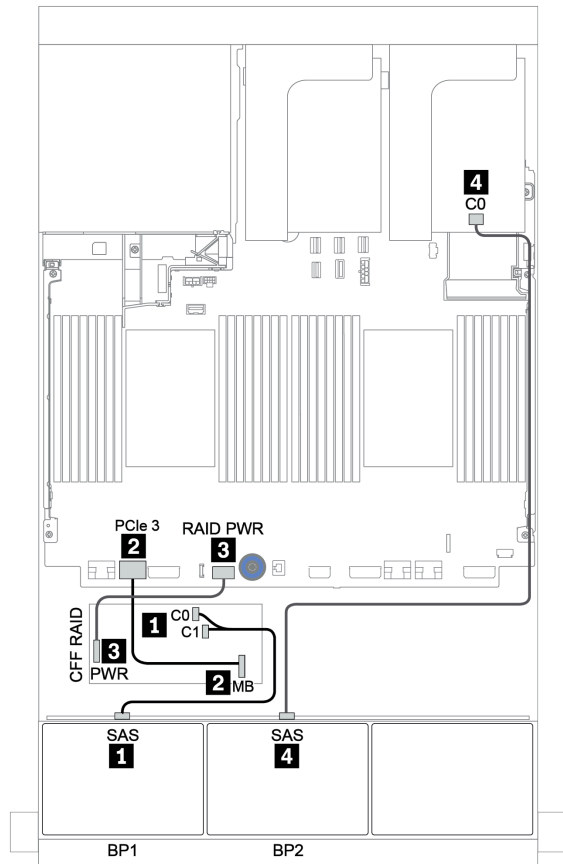 4
C0
PCIe 3
2
RAID PWR
3
CFF RAID
1
C0
C1
3
PWR
2
MB
SAS
1
SAS
4
BP1
BP2